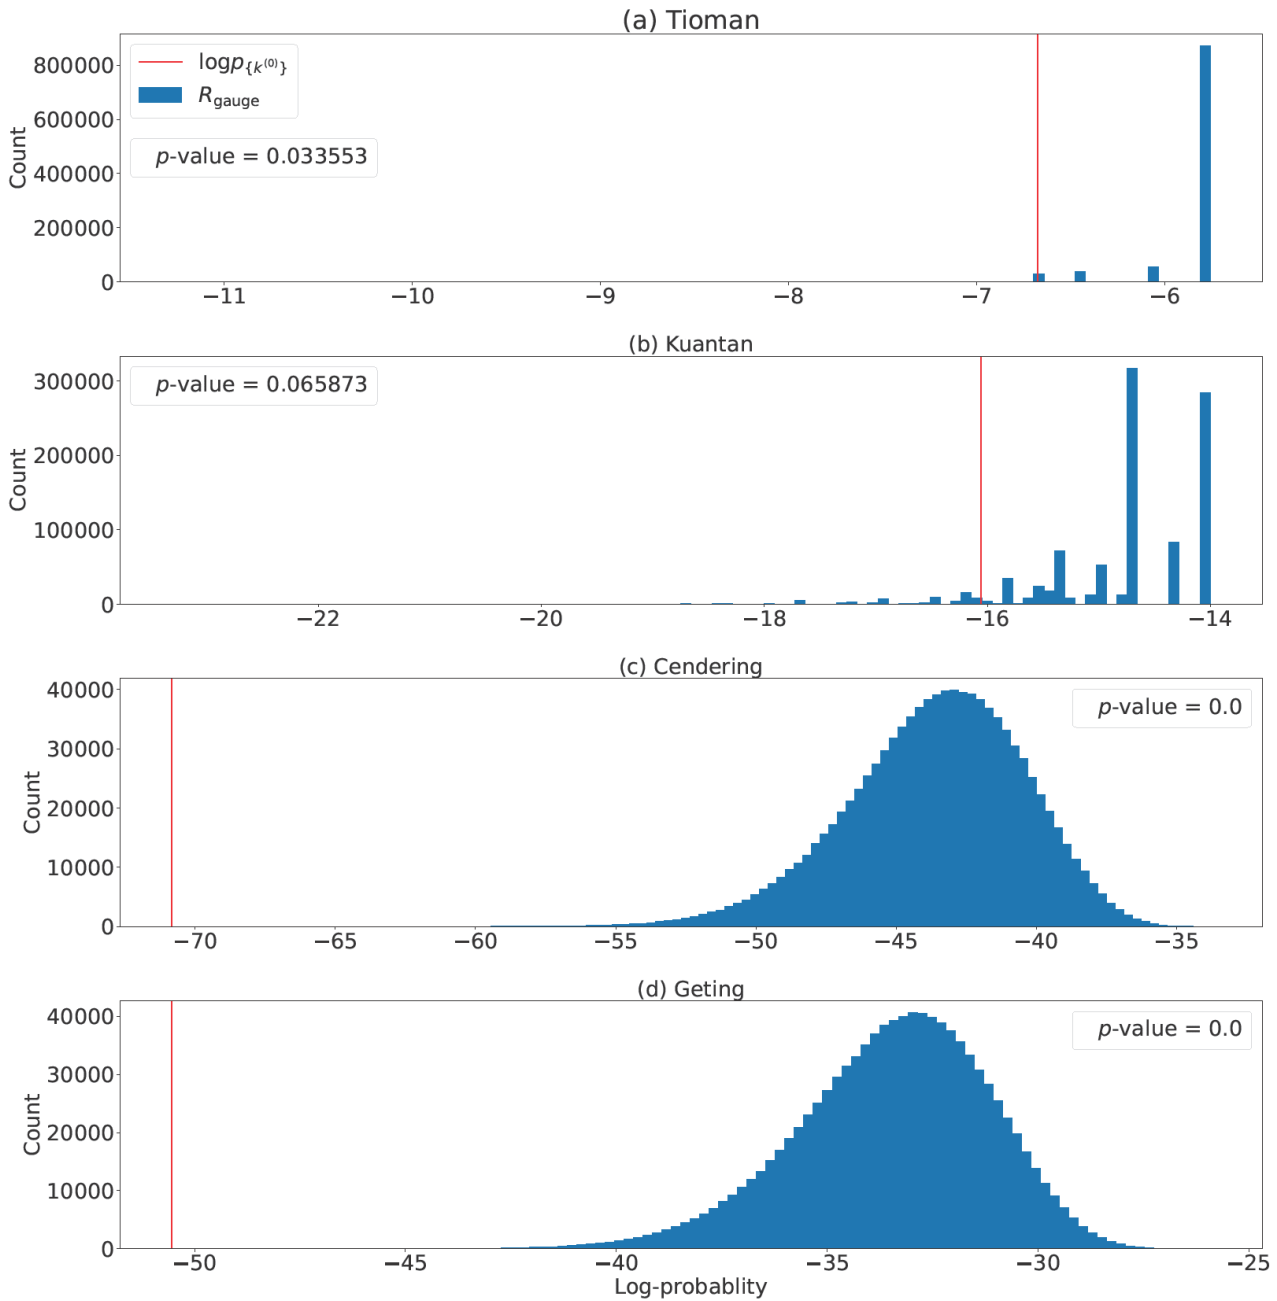 (a) Tioman
logp{k(0)}
Rgauge
p-value = 0.033553
Count
800000
600000
400000
200000
0
−11 −10 −9 −8 −7 −6
(b) Kuantan
p-value = 0.065873
Count
300000
200000
100000
0
−22 −20 −18 −16 −14
(c) Cendering
p-value = 0.0
Count
40000
30000
20000
10000
0
−70 −65 −60 −55 −50 −45 −40 −35
(d) Geting
p-value = 0.0
Count
40000
30000
20000
10000
0
−50 −45 −40 −35 −30 −25
Log-probablity